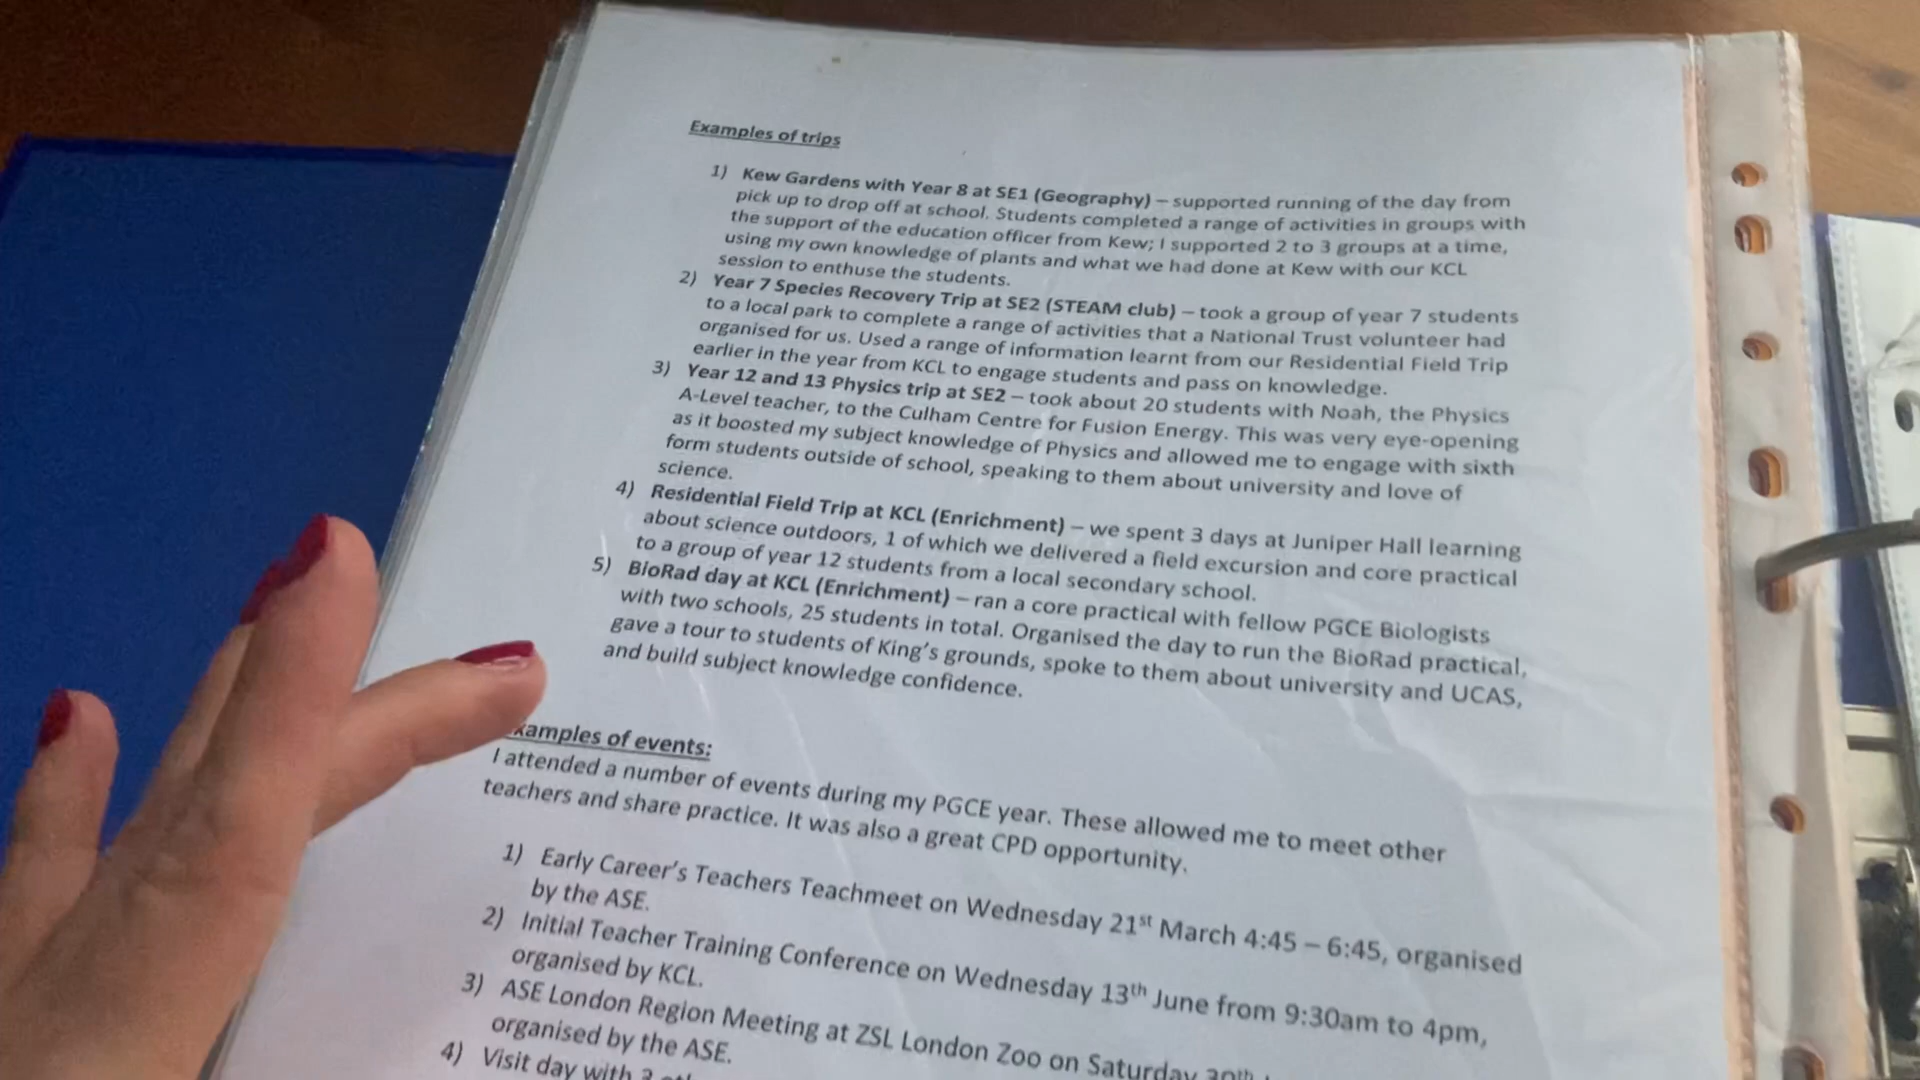 Examples of trips
1) Kew Gardens with Year 8 at SE1 (Geography) – supported running of the day from
pick up to drop off at school. Students completed a range of activities in groups with
the support of the education officer from Kew; I supported 2 to 3 groups at a time,
using my own knowledge of plants and what we had done at Kew with our KCL
session to enthuse the students.
2) Year 7 Species Recovery Trip at SE2 (STEAM club) – took a group of year 7 students
to a local park to complete a range of activities that a National Trust volunteer had
organised for us. Used a range of information learnt from our Residential Field Trip
earlier in the year from KCL to engage students and pass on knowledge.
3) Year 12 and 13 Physics trip at SE2 – took about 20 students with Noah, the Physics
A-Level teacher, to the Culham Centre for Fusion Energy. This was very eye-opening
as it boosted my subject knowledge of Physics and allowed me to engage with sixth
form students outside of school, speaking to them about university and love of
science.
4) Residential Field Trip at KCL (Enrichment) – we spent 3 days at Juniper Hall learning
about science outdoors, 1 of which we delivered a field excursion and core practical
to a group of year 12 students from a local secondary school.
5) BioRad day at KCL (Enrichment) – ran a core practical with fellow PGCE Biologists
with two schools, 25 students in total. Organised the day to run the BioRad practical,
gave a tour to students of King's grounds, spoke to them about university and UCAS,
and build subject knowledge confidence.
xamples of events:
I attended a number of events during my PGCE year. These allowed me to meet other
teachers and share practice. It was also a great CPD opportunity.
1) Early Career's Teachers Teachmeet on Wednesday 21st March 4:45 – 6:45, organised
by the ASE.
2) Initial Teacher Training Conference on Wednesday 13th June from 9:30am to 4pm,
organised by KCL.
3) ASE London Region Meeting at ZSL London Zoo on Saturday
organised by the ASE.
4) Visit day with